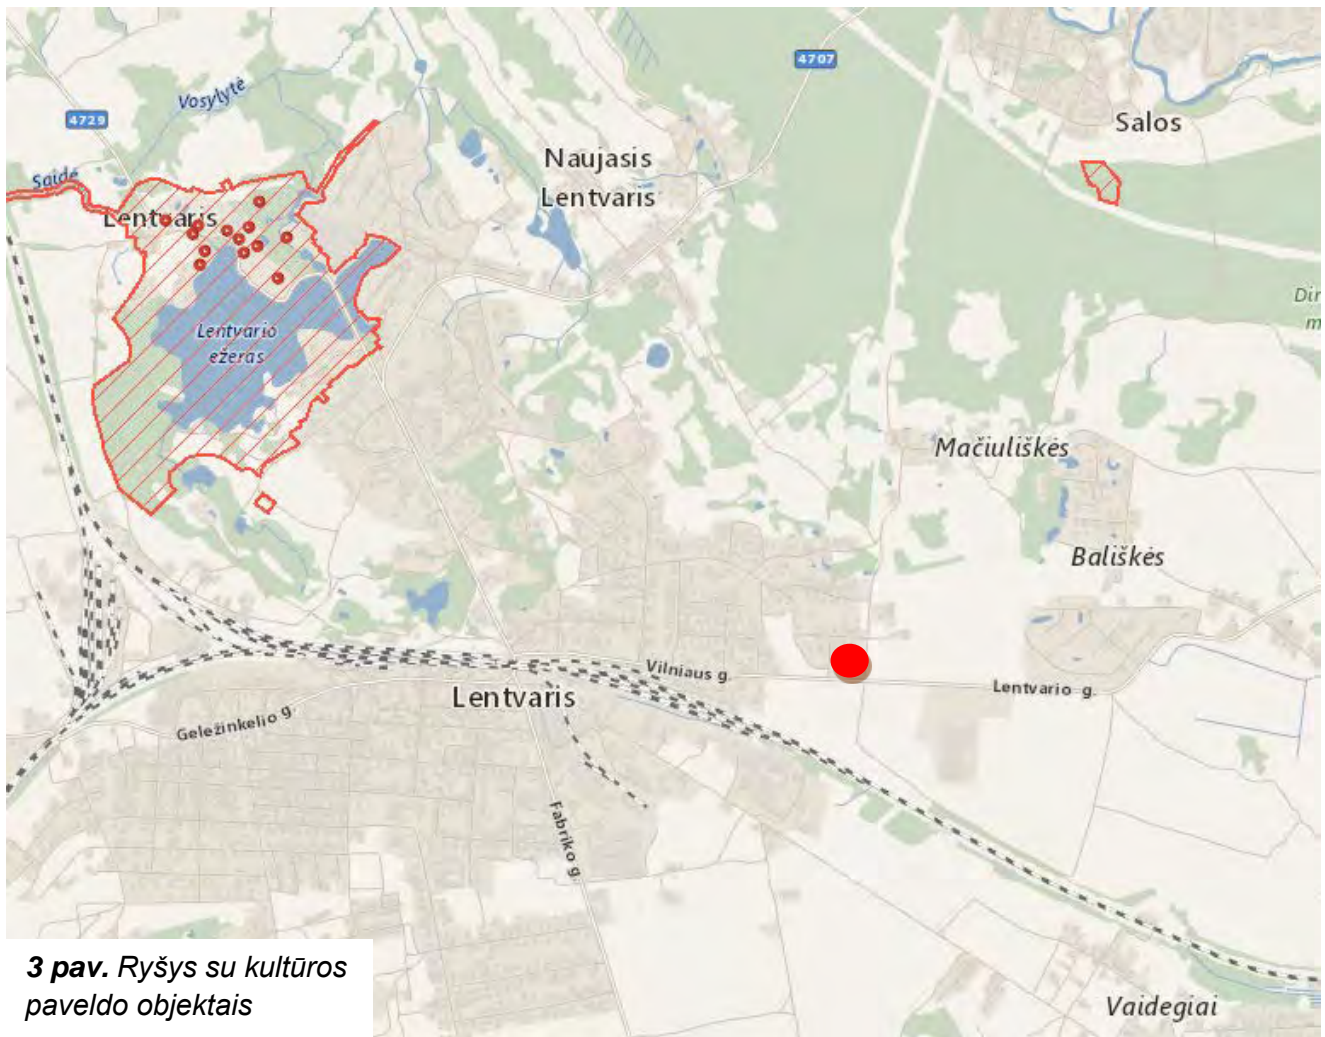 4707
Vosylytė
4729
Salos
Naujasis
Lentvaris
Saidė
Lentvaris
Dir
m
Lentvario
ežeras
Mačiuliškės
Bališkės
Vilniaus g.
Lentvario g.
Lentvaris
Geležinkelio g.
Fabriko g.
3 pav. Ryšys su kultūros
paveldo objektais
Vaidegiai